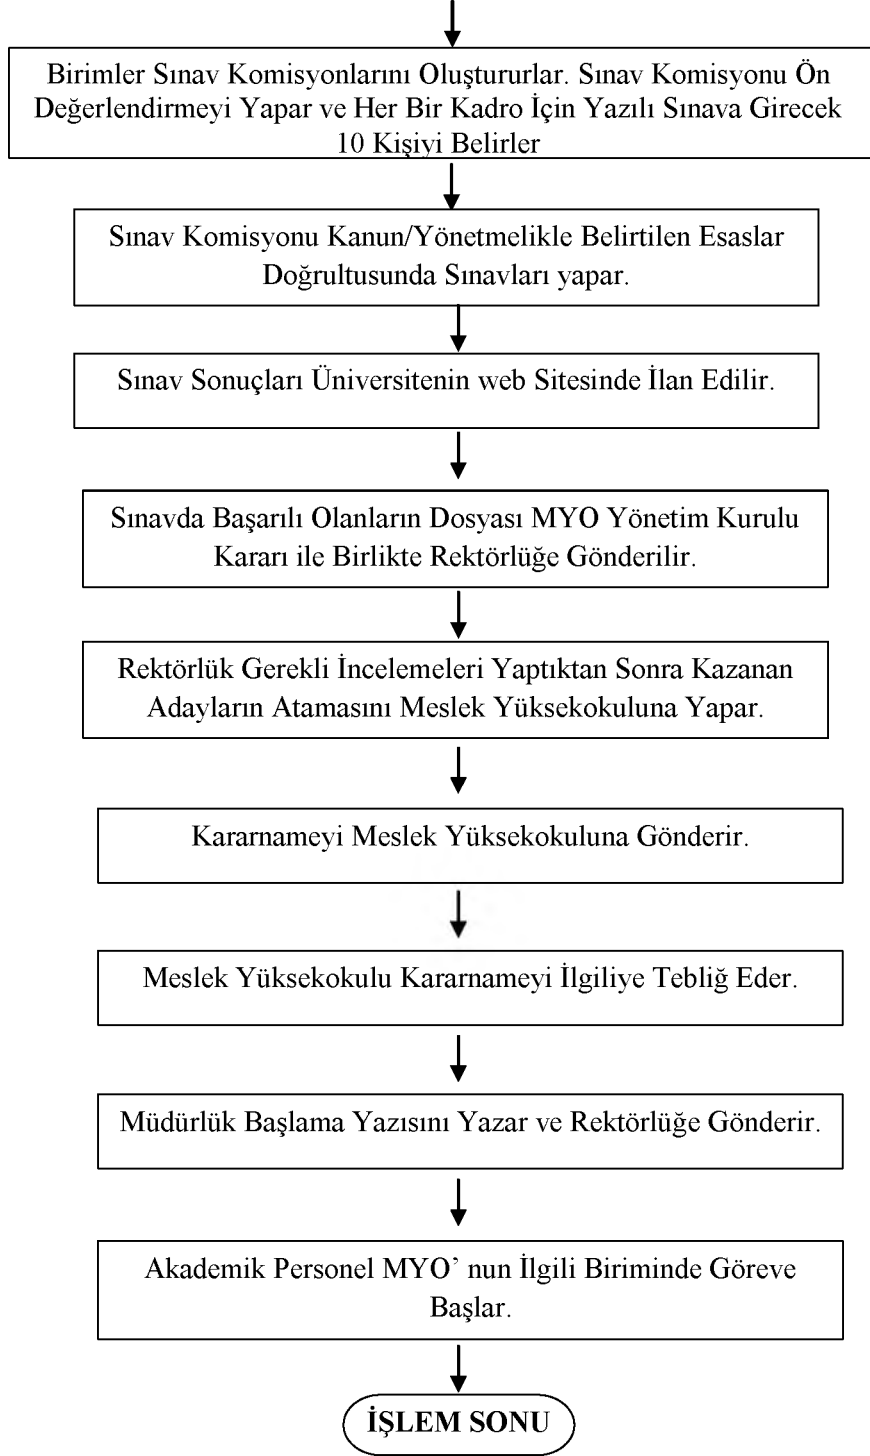 Birimler Sınav Komisyonlarını Oluştururlar. Sınav Komisyonu Ön
Değerlendirmeyi Yapar ve Her Bir Kadro İçin Yazılı Sınava Girecek
10 Kişiyi Belirler
Sınav Komisyonu Kanun/Yönetmelikle Belirtilen Esaslar
Doğrultusunda Sınavları yapar.
Sınav Sonuçları Üniversitenin web Sitesinde İlan Edilir.
Sınavda Başarılı Olanların Dosyası MYO Yönetim Kurulu
Kararı ile Birlikte Rektörlüğe Gönderilir.
Rektörlük Gerekli İncelemeleri Yaptıktan Sonra Kazanan
Adayların Atamasını Meslek Yüksekokuluna Yapar.
Kararnameyi Meslek Yüksekokuluna Gönderir.
Meslek Yüksekokulu Kararnameyi İlgiliye Tebliğ Eder.
Müdürlük Başlama Yazısını Yazar ve Rektörlüğe Gönderir.
Akademik Personel MYO’ nun İlgili Biriminde Göreve
Başlar.
İŞLEM SONU